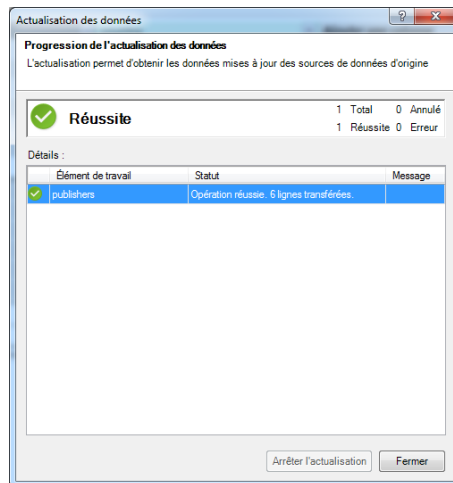 Actualisation des données
Progression de l'actualisation des données
L'actualisation permet d'obtenir les données mises à jour des sources de données d'origine
Réussite
1 Total 0 Annulé
1 Réussite 0 Erreur
Détails :
Élément de travail Statut Message
publishers Opération réussie. 6 lignes transférées.
Arrêter l'actualisation Fermer